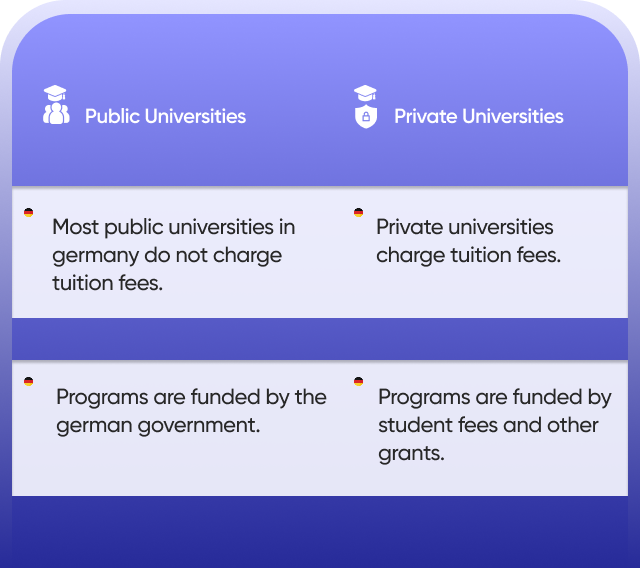 Public Universities
Private Universities
Most public universities in
germany do not charge
tuition fees.
Private universities
charge tuition fees.
Programs are funded by the
german government.
Programs are funded by
student fees and other
grants.